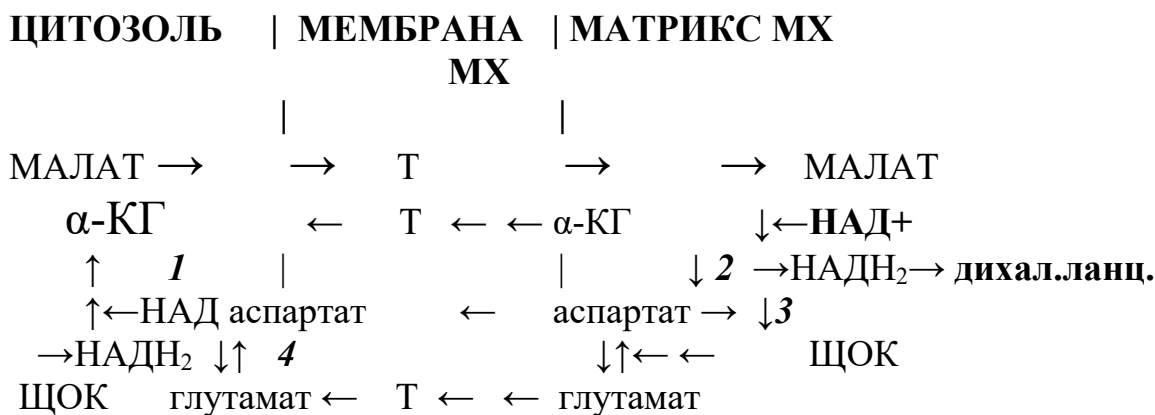 ЦИТОЗОЛЬ | МЕМБРАНА | МАТРИКС МХ
МХ
| |
МАЛАТ → → Т → → МАЛАТ
α-КГ ← Т ← ← α-КГ ↓←НАД+
↑ 1 | | ↓ 2 →НАДН₂→ дихал.ланц.
↑←НАД аспартат ← аспартат → ↓3
→НАДН₂ ↓↑ 4 ↓↑← ← ЩОК
ЩОК глутамат ← Т ← ← глутамат